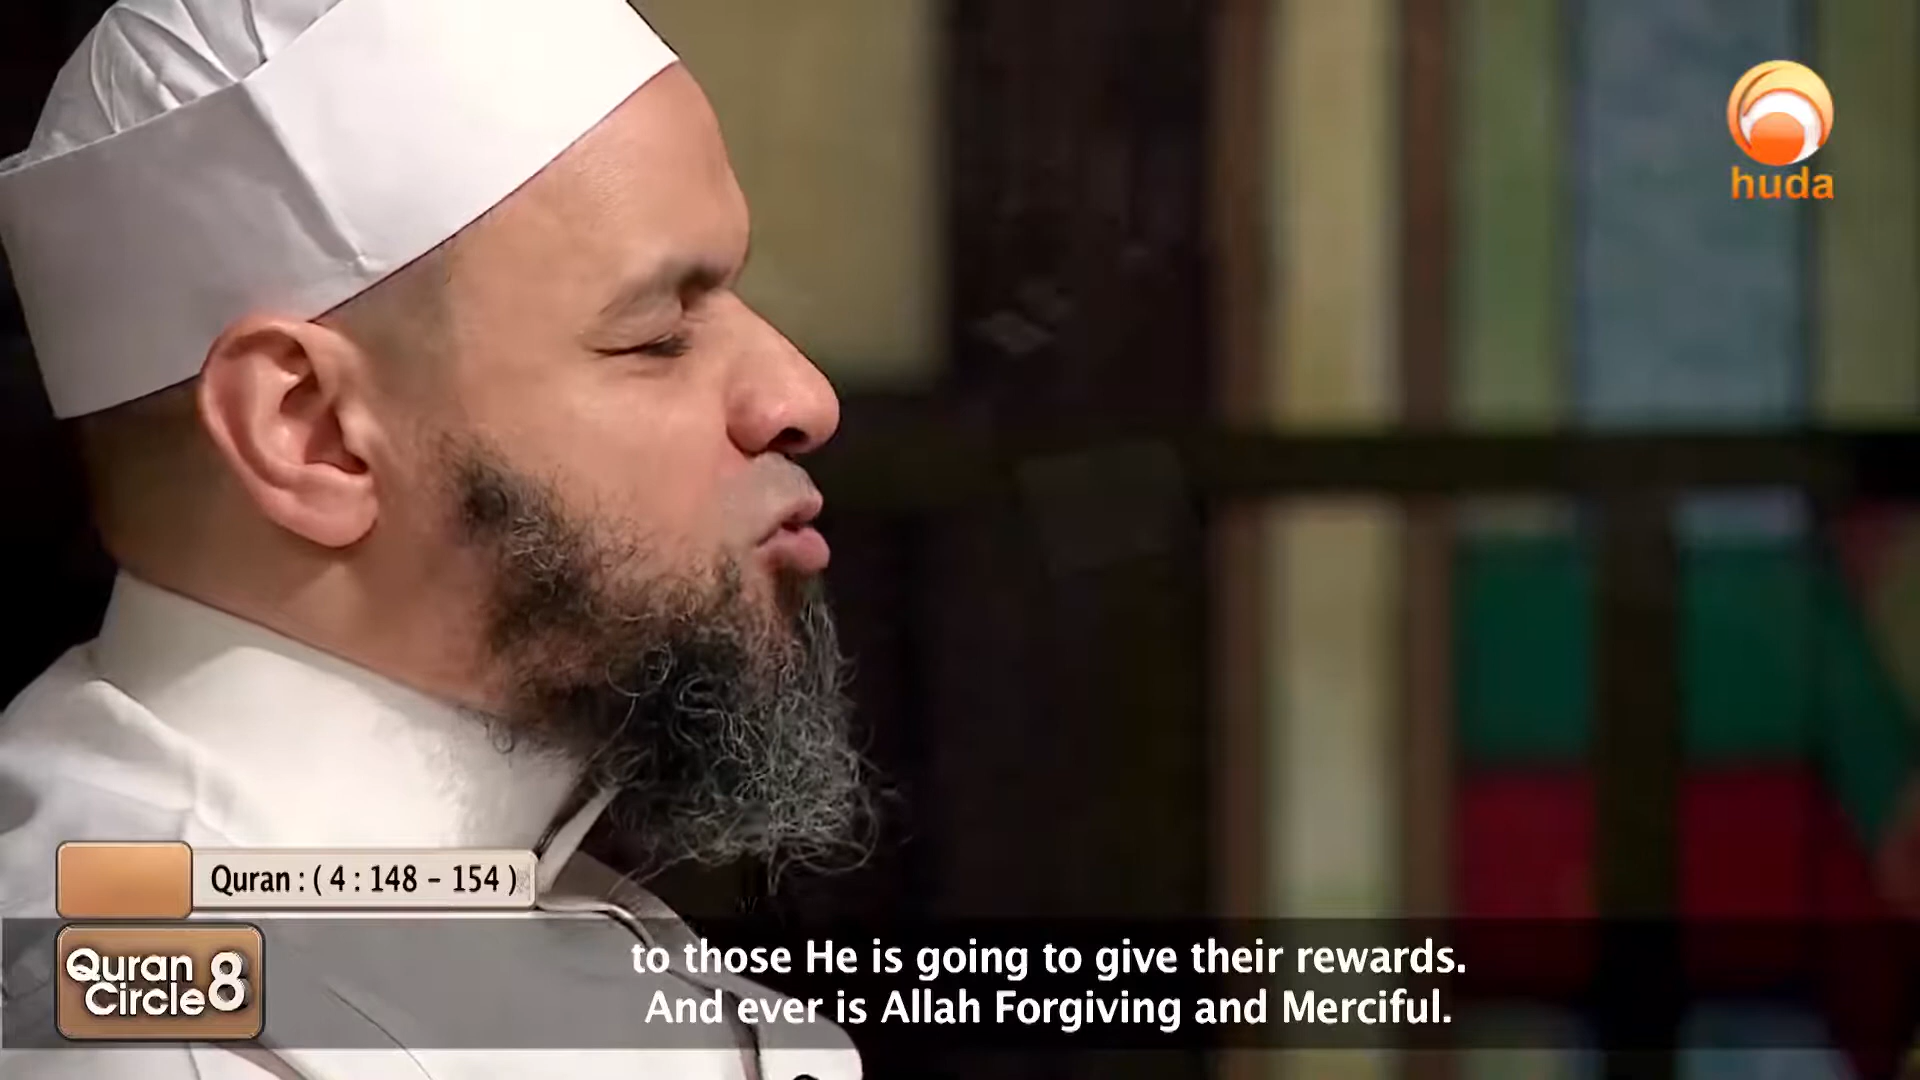 huda
Quran : ( 4 : 148 - 154 )
Quran
Circle 8
to those He is going to give their rewards.
And ever is Allah Forgiving and Merciful.